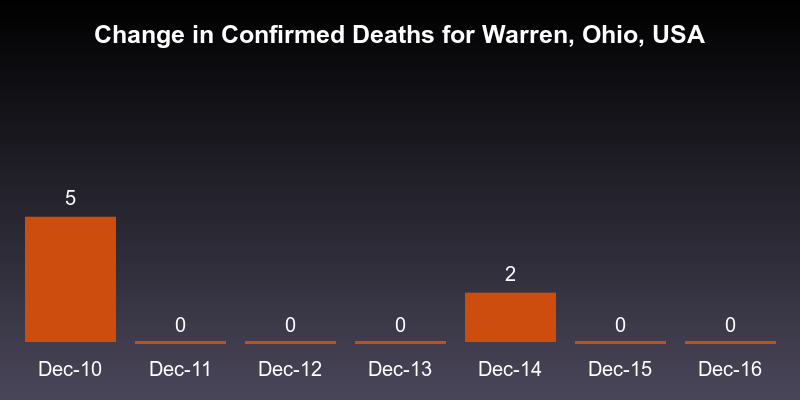 Change in Confirmed Deaths for Warren, Ohio, USA
5
0
0
0
2
0
0
Dec-10
Dec-11
Dec-12
Dec-13
Dec-14
Dec-15
Dec-16